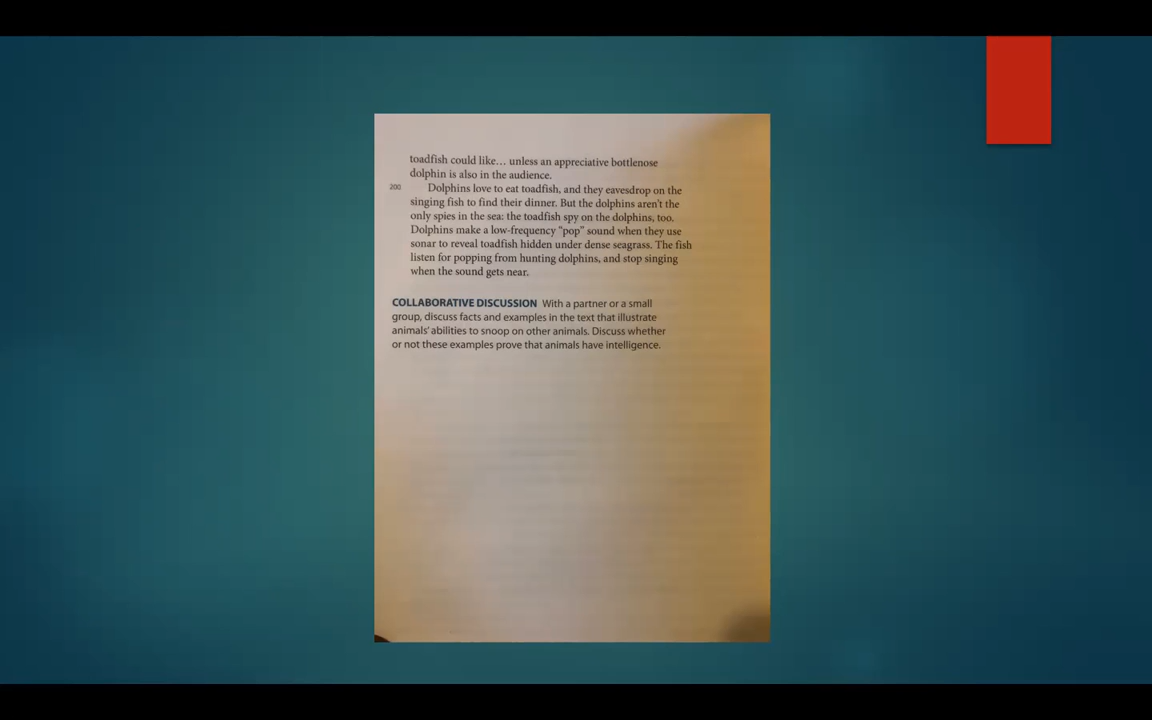 toadfish could like… unless an appreciative bottlenose
dolphin is also in the audience.
200 Dolphins love to eat toadfish, and they eavesdrop on the
singing fish to find their dinner. But the dolphins aren't the
only spies in the sea: the toadfish spy on the dolphins, too.
Dolphins make a low-frequency “pop” sound when they use
sonar to reveal toadfish hidden under dense seagrass. The fish
listen for popping from hunting dolphins, and stop singing
when the sound gets near.
COLLABORATIVE DISCUSSION With a partner or a small
group, discuss facts and examples in the text that illustrate
animals' abilities to snoop on other animals. Discuss whether
or not these examples prove that animals have intelligence.